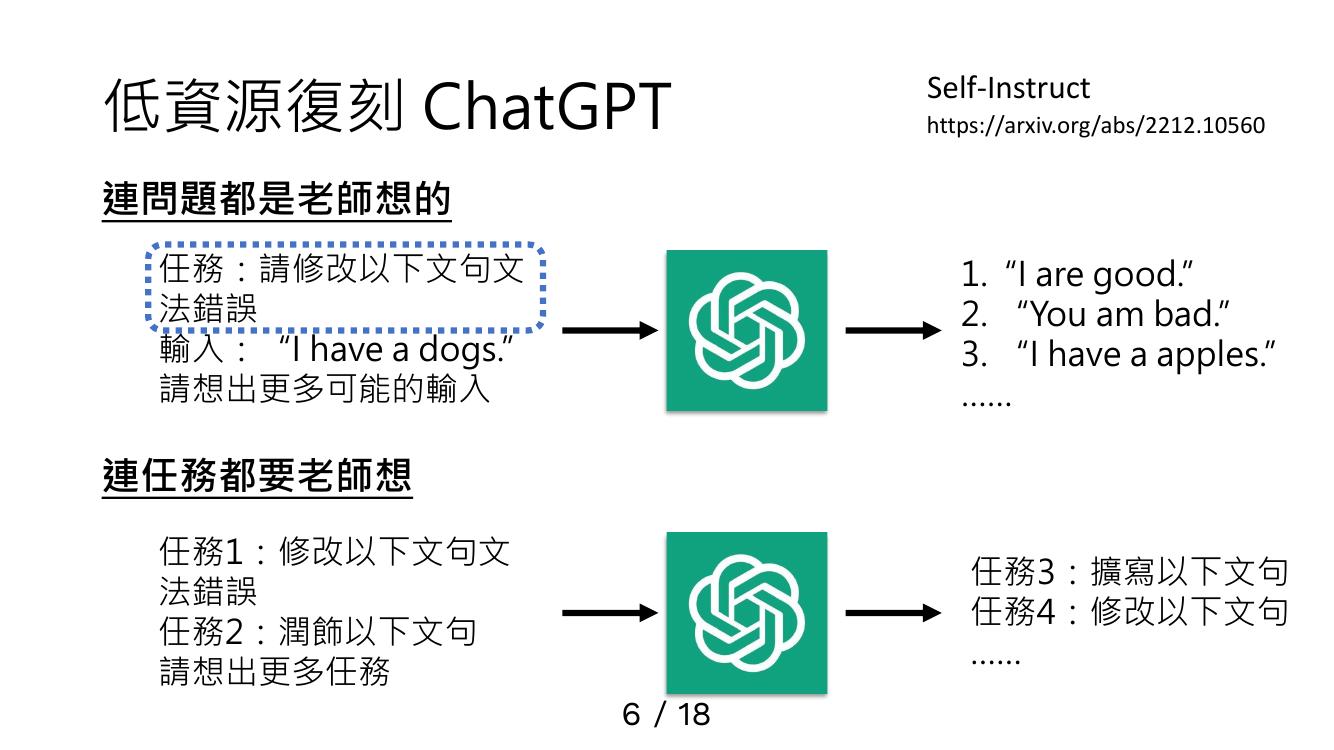 低資源復刻 ChatGPT
Self-Instruct
https://arxiv.org/abs/2212.10560
連問題都是老師想的
任務：請修改以下文句文
法錯誤
輸入： “I have a dogs.”
請想出更多可能的輸入
1. “I are good.”
2. “You am bad.”
3. “I have a apples.”
……
連任務都要老師想
任務1：修改以下文句文
法錯誤
任務2：潤飾以下文句
請想出更多任務
任務3：擴寫以下文句
任務4：修改以下文句
……
6 / 18